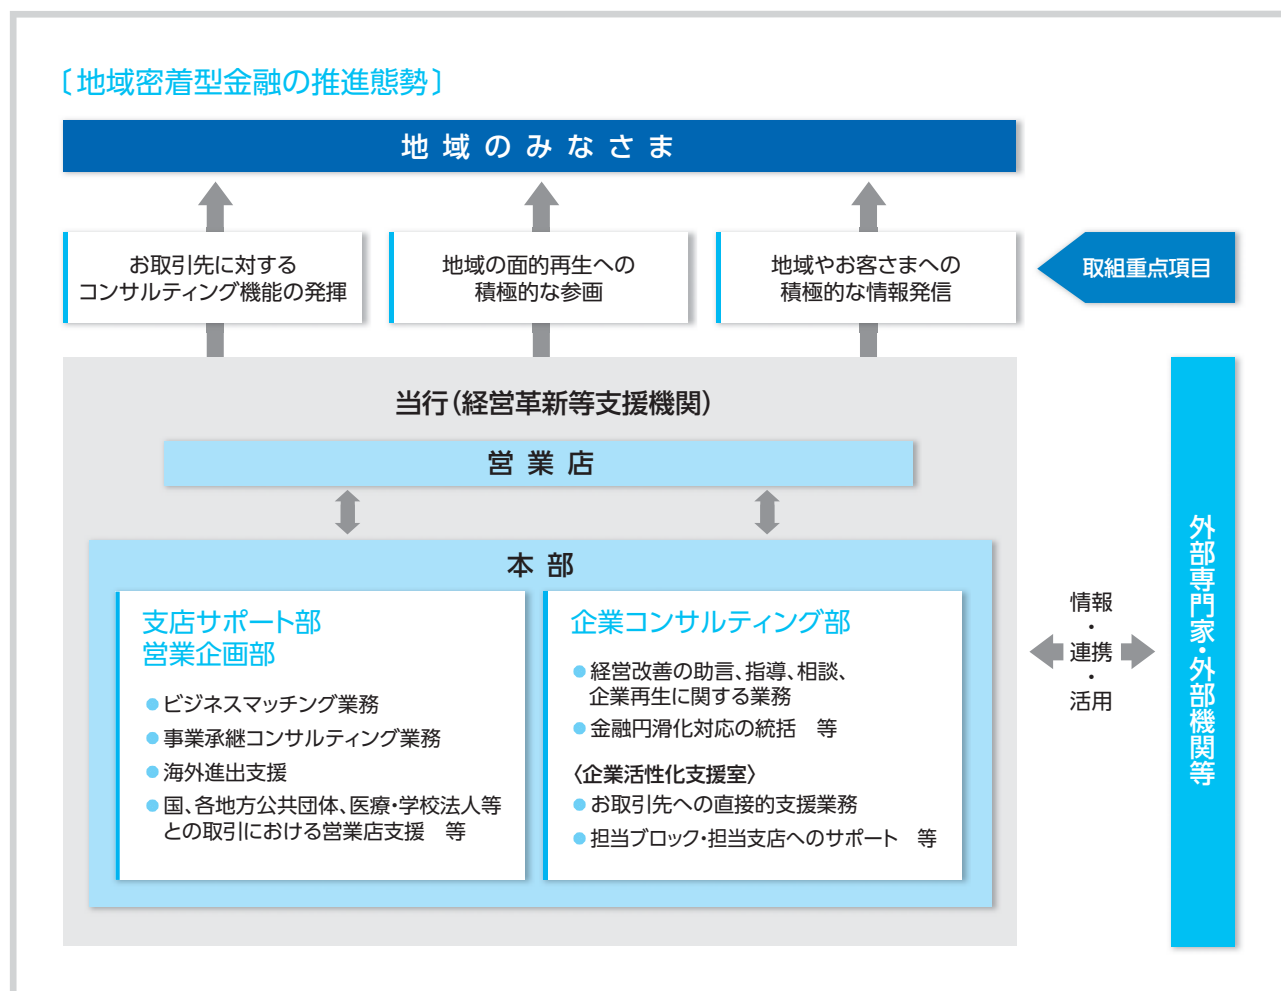 〔地域密着型金融の推進態勢〕
地域のみなさま
お取引先に対する
コンサルティング機能の発揮
地域の面的再生への
積極的な参画
地域やお客さまへの
積極的な情報発信
取組重点項目
当行（経営革新等支援機関）
営業店
本部
支店サポート部
営業企画部
●ビジネスマッチング業務
●事業承継コンサルティング業務
●海外進出支援
●国、各地方公共団体、医療・学校法人等
との取引における営業店支援　等
企業コンサルティング部
●経営改善の助言、指導、相談、
企業再生に関する業務
●金融円滑化対応の統括　等
〈企業活性化支援室〉
●お取引先への直接的支援業務
●担当ブロック・担当支店へのサポート　等
情報
・
連携
・
活用
外部専門家・外部機関等